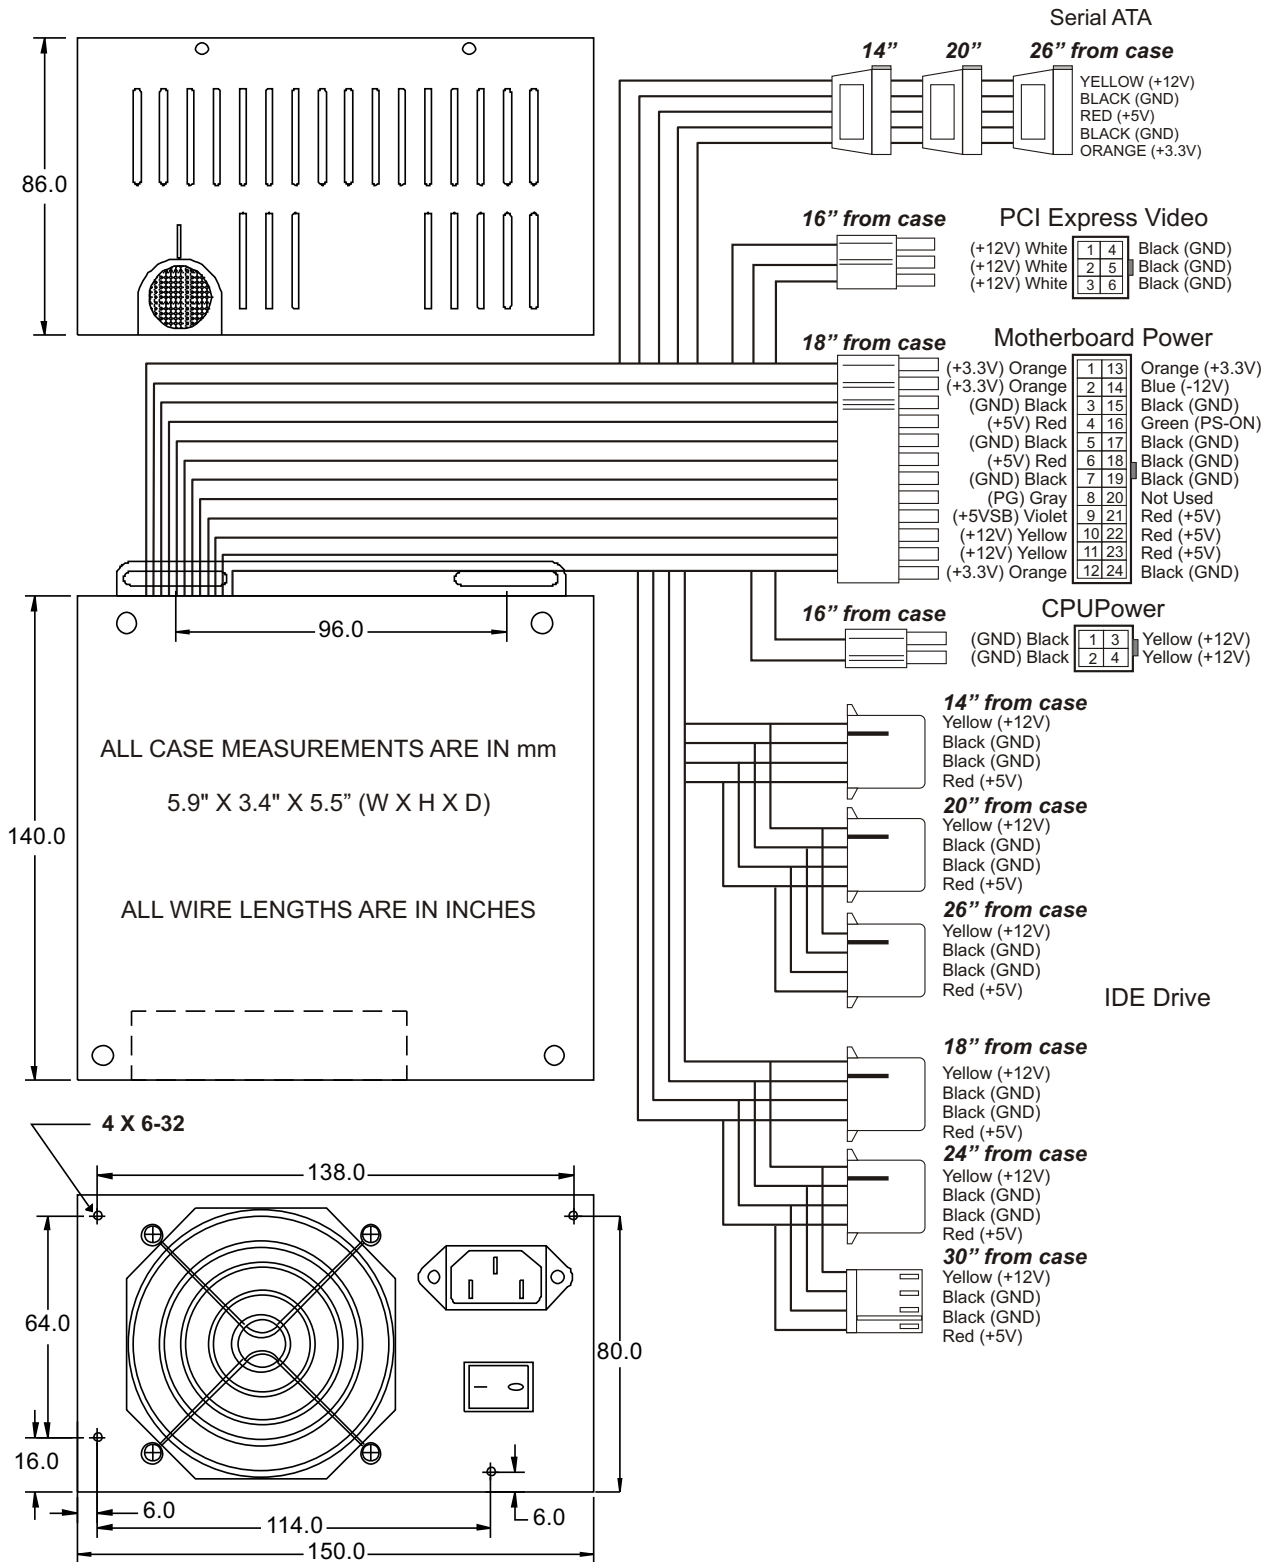 Serial ATA
14” 20” 26” from case
YELLOW (+12V)
BLACK (GND)
RED (+5V)
BLACK (GND)
ORANGE (+3.3V)
86.0
16” from case PCI Express Video
(+12V) White 1 4 Black (GND)
(+12V) White 2 5 Black (GND)
(+12V) White 3 6 Black (GND)
18” from case Motherboard Power
(+3.3V) Orange 1 13 Orange (+3.3V)
(+3.3V) Orange 2 14 Blue (-12V)
(GND) Black 3 15 Black (GND)
(+5V) Red 4 16 Green (PS-ON)
(GND) Black 5 17 Black (GND)
(+5V) Red 6 18 Black (GND)
(GND) Black 7 19 Black (GND)
(PG) Gray 8 20 Not Used
(+5VSB) Violet 9 21 Red (+5V)
(+12V) Yellow 10 22 Red (+5V)
(+12V) Yellow 11 23 Red (+5V)
(+3.3V) Orange 12 24 Black (GND)
16” from case CPUPower
(GND) Black 1 3 Yellow (+12V)
(GND) Black 2 4 Yellow (+12V)
96.0
ALL CASE MEASUREMENTS ARE IN mm
5.9" X 3.4" X 5.5” (W X H X D)
140.0
ALL WIRE LENGTHS ARE IN INCHES
14” from case
Yellow (+12V)
Black (GND)
Black (GND)
Red (+5V)
20” from case
Yellow (+12V)
Black (GND)
Black (GND)
Red (+5V)
26” from case
Yellow (+12V)
Black (GND)
Black (GND)
Red (+5V)
IDE Drive
18” from case
Yellow (+12V)
Black (GND)
Black (GND)
Red (+5V)
24” from case
Yellow (+12V)
Black (GND)
Black (GND)
Red (+5V)
30” from case
Yellow (+12V)
Black (GND)
Black (GND)
Red (+5V)
4 X 6-32
138.0
64.0
80.0
16.0
6.0
114.0
6.0
150.0